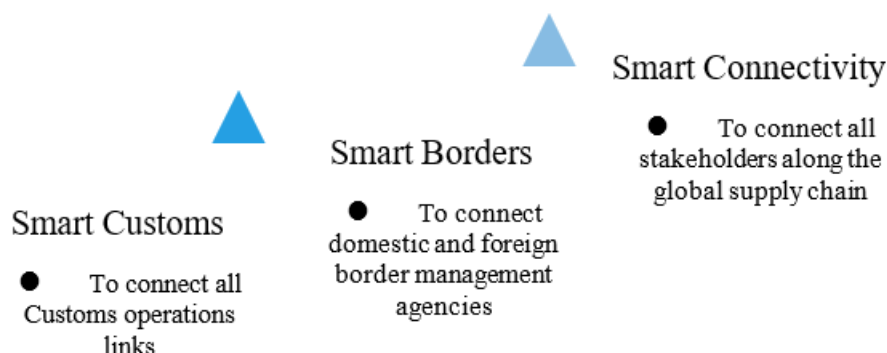 Smart Customs
● To connect all
Customs operations
links
Smart Borders
● To connect
domestic and foreign
border management
agencies
Smart Connectivity
● To connect all
stakeholders along the
global supply chain